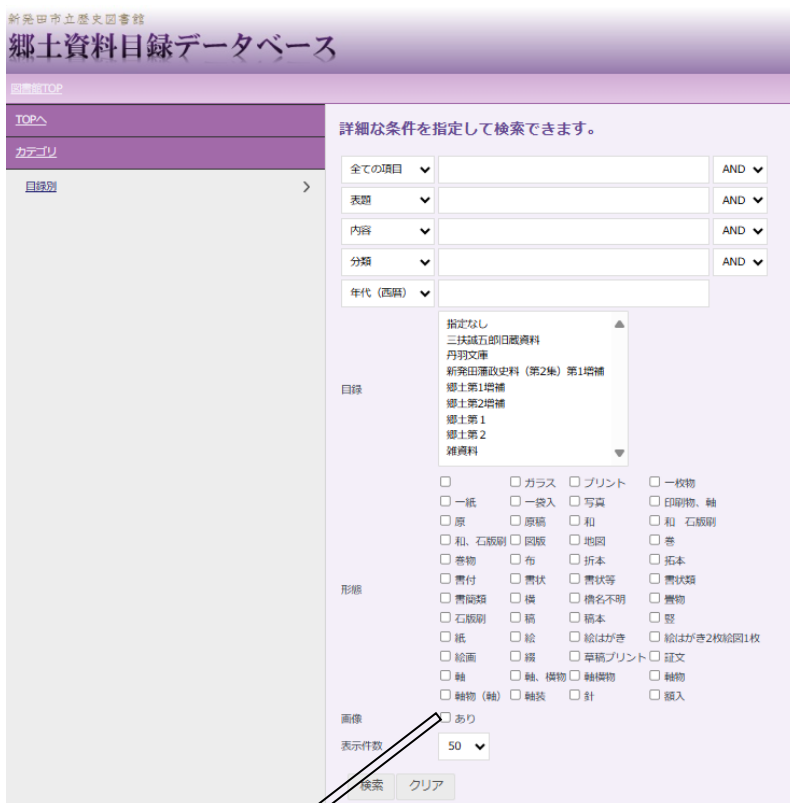 新発田市立歴史図書館
郷土資料目録データベース
図書館TOP
TOPへ
カテゴリ
目録別
詳細な条件を指定して検索できます。
全ての項目 AND
表題 AND
内容 AND
分類 AND
年代（西暦）
目録
指定なし
三扶誠五郎旧蔵資料
丹羽文庫
新発田藩政史料（第2集）第1増補
郷土第1増補
郷土第2増補
郷土第１
郷土第２
雑資料
形態
ガラス プリント 一枚物
一紙 一袋入 写真 印刷物、軸
原 原稿 和 和　石版刷
和、石版刷 図版 地図 巻
巻物 布 折本 拓本
書付 書状 書状等 書状類
書簡類 横 横名不明 畳物
石版刷 稿 稿本 竪
紙 絵 絵はがき 絵はがき2枚絵図1枚
絵画 綴 草稿プリント 証文
軸 軸、横物 軸横物 軸物
軸物（軸） 軸装 針 額入
画像 あり
表示件数 50
検索 クリア